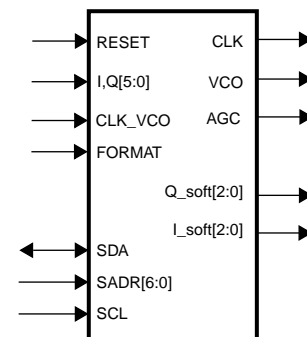 RESET
CLK
I,Q[5:0]
VCO
CLK_VCO
AGC
FORMAT
Q_soft[2:0]
I_soft[2:0]
SDA
SADR[6:0]
SCL